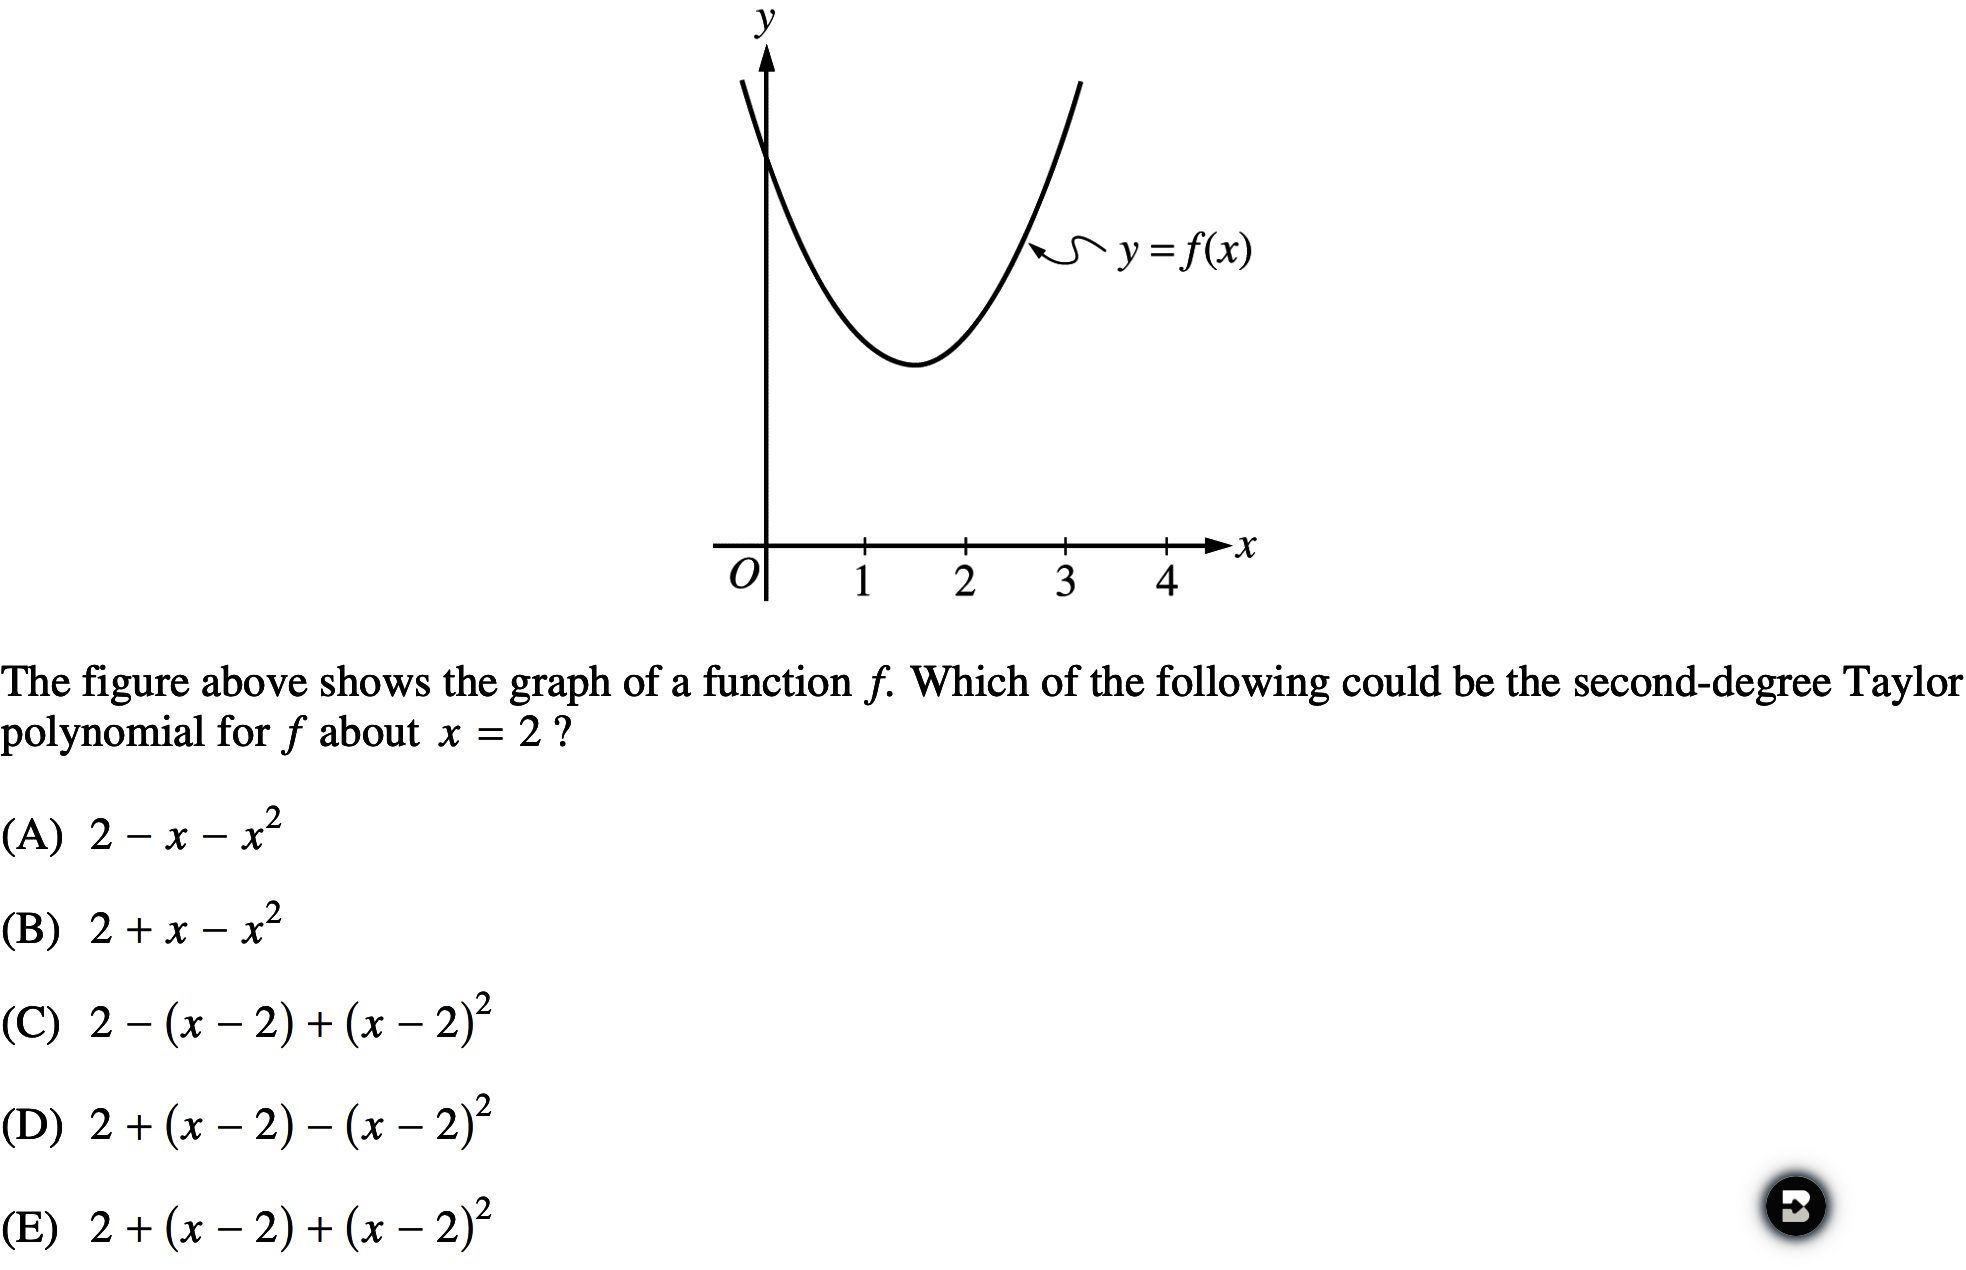 y
y = f(x)
x
O 1 2 3 4
The figure above shows the graph of a function f. Which of the following could be the second-degree Taylor
polynomial for f about x = 2 ?
(A) 2 − x − x²
(B) 2 + x − x²
(C) 2 − (x − 2) + (x − 2)²
(D) 2 + (x − 2) − (x − 2)²
(E) 2 + (x − 2) + (x − 2)²